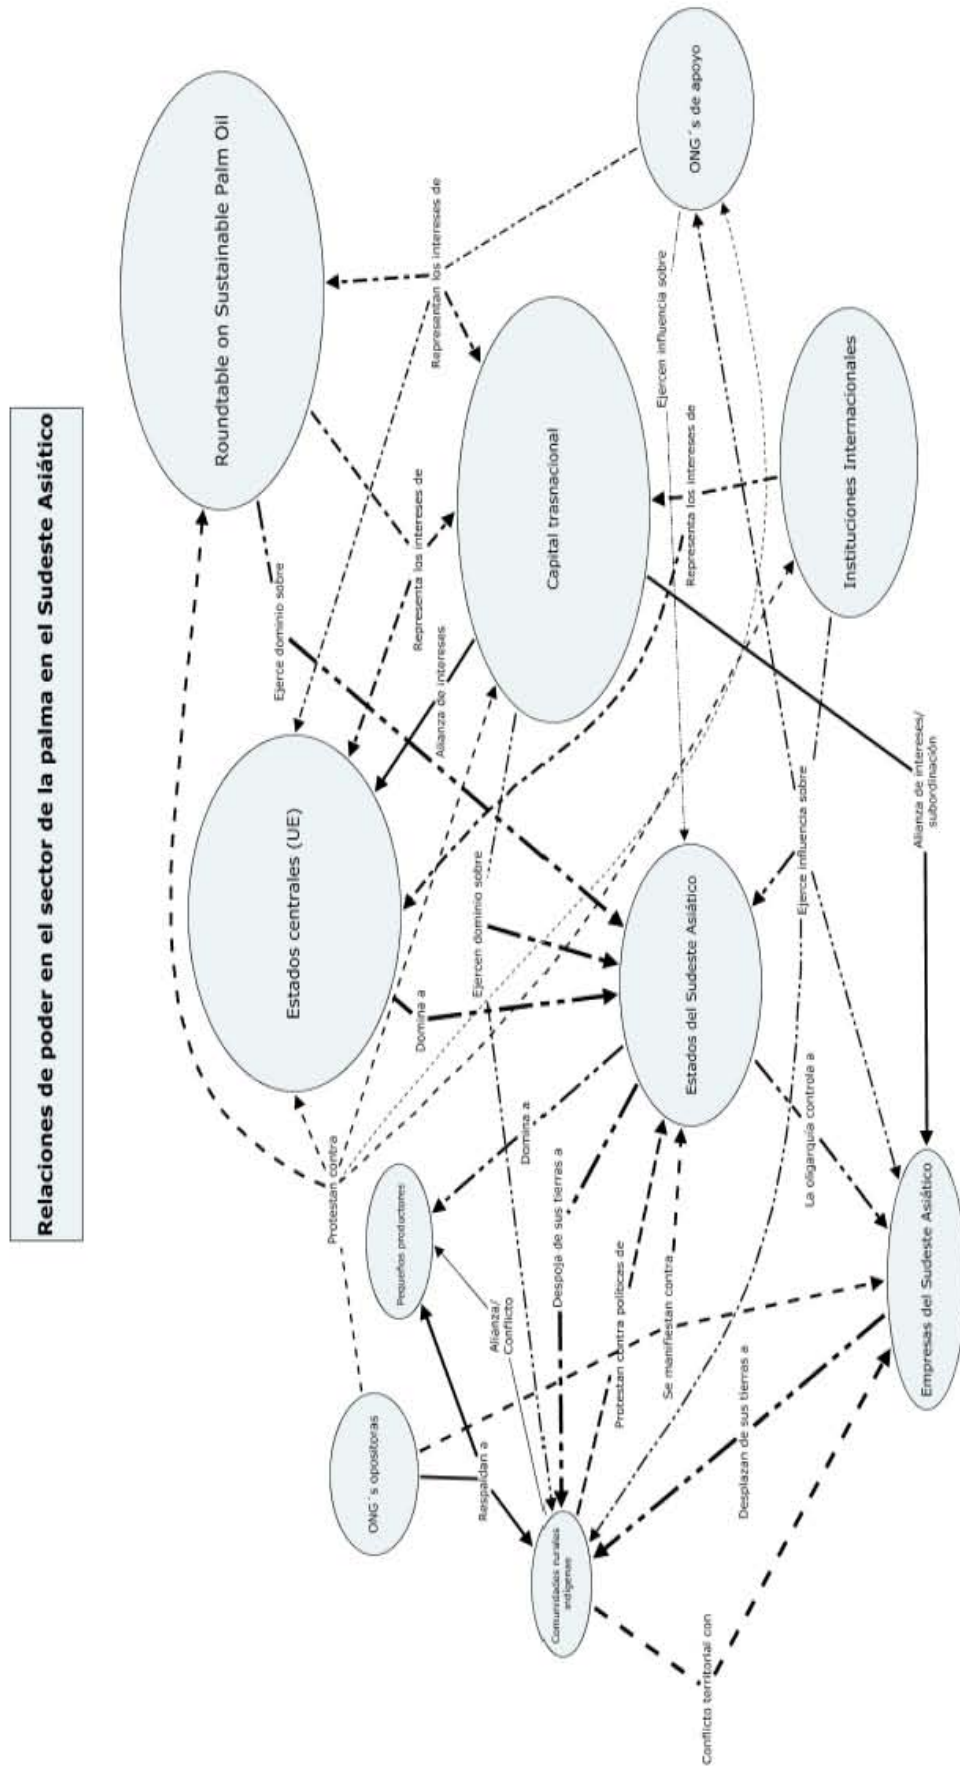 Relaciones de poder en el sector de la palma en el Sudeste Asiático
Roundtable on Sustainable Palm Oil
Ejerce dominio sobre
Estados centrales (UE)
Protestan contra
Pequeños productores
ONG´s opositoras
Representan los intereses de
Representa los intereses de
Alianza de intereses
Capital trasnacional
Ejercen dominio sobre
Domina a
Domina a
Alianza/
Conflicto
Respaldan a
ONG´s de apoyo
Ejercen influencia sobre
Representa los intereses de
Estados del Sudeste Asiático
Despoja de sus tierras a
Protestan contra políticas de
Se manifiestan contra
Comunidades rurales
indígenas
Instituciones Internacionales
Ejerce influencia sobre
La oligarquía controla a
Desplazan de sus tierras a
Conflicto territorial con
Alianza de intereses/
subordinación
Empresas del Sudeste Asiático